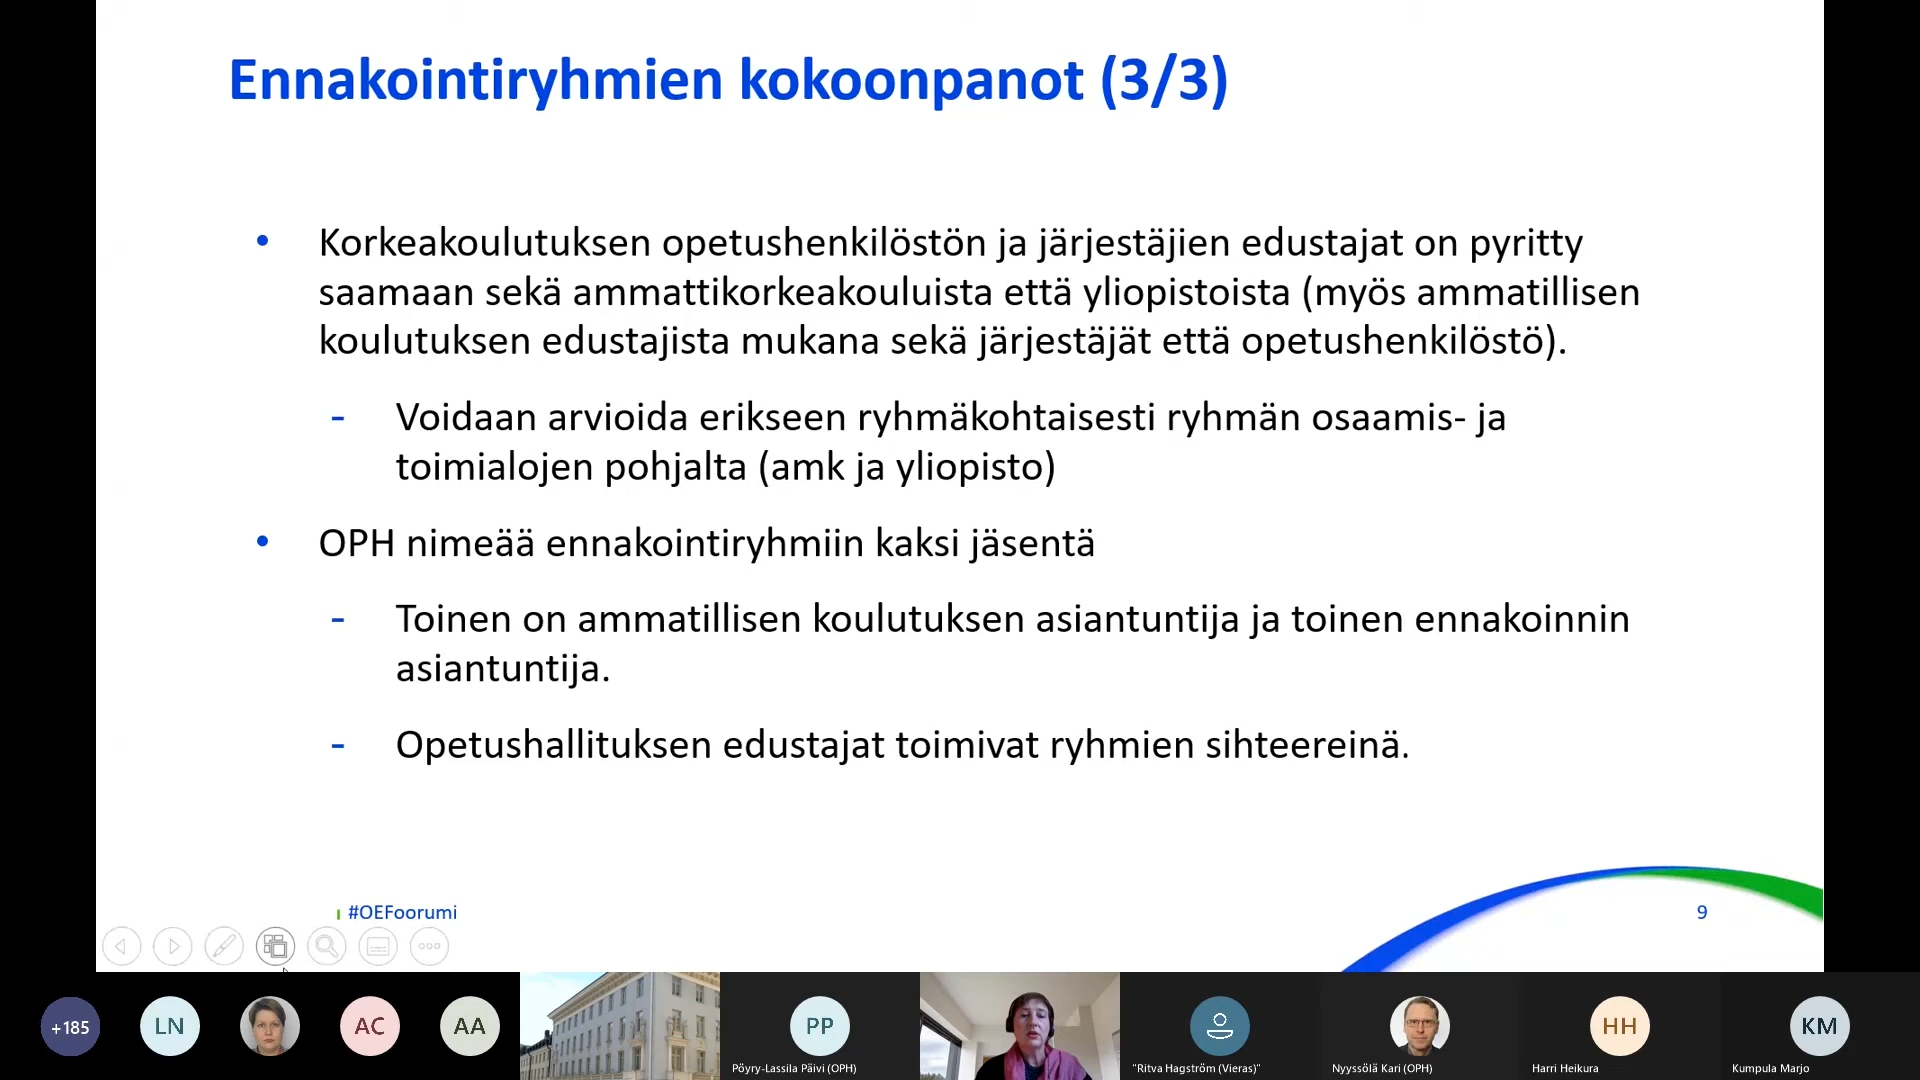 Ennakointiryhmien kokoonpanot (3/3)
• Korkeakoulutuksen opetushenkilöstön ja järjestäjien edustajat on pyritty
saamaan sekä ammattikorkeakouluista että yliopistoista (myös ammatillisen
koulutuksen edustajista mukana sekä järjestäjät että opetushenkilöstö).
- Voidaan arvioida erikseen ryhmäkohtaisesti ryhmän osaamis- ja
toimialojen pohjalta (amk ja yliopisto)
• OPH nimeää ennakointiryhmiin kaksi jäsentä
- Toinen on ammatillisen koulutuksen asiantuntija ja toinen ennakoinnin
asiantuntija.
- Opetushallituksen edustajat toimivat ryhmien sihteereinä.
#OEFoorumi
9
+185
LN
AC
AA
PP
HH
KM
Pöyry-Lassila Päivi (OPH)
"Ritva Hagström (Vieras)"
Nyyssölä Kari (OPH)
Harri Heikura
Kumpula Marjo